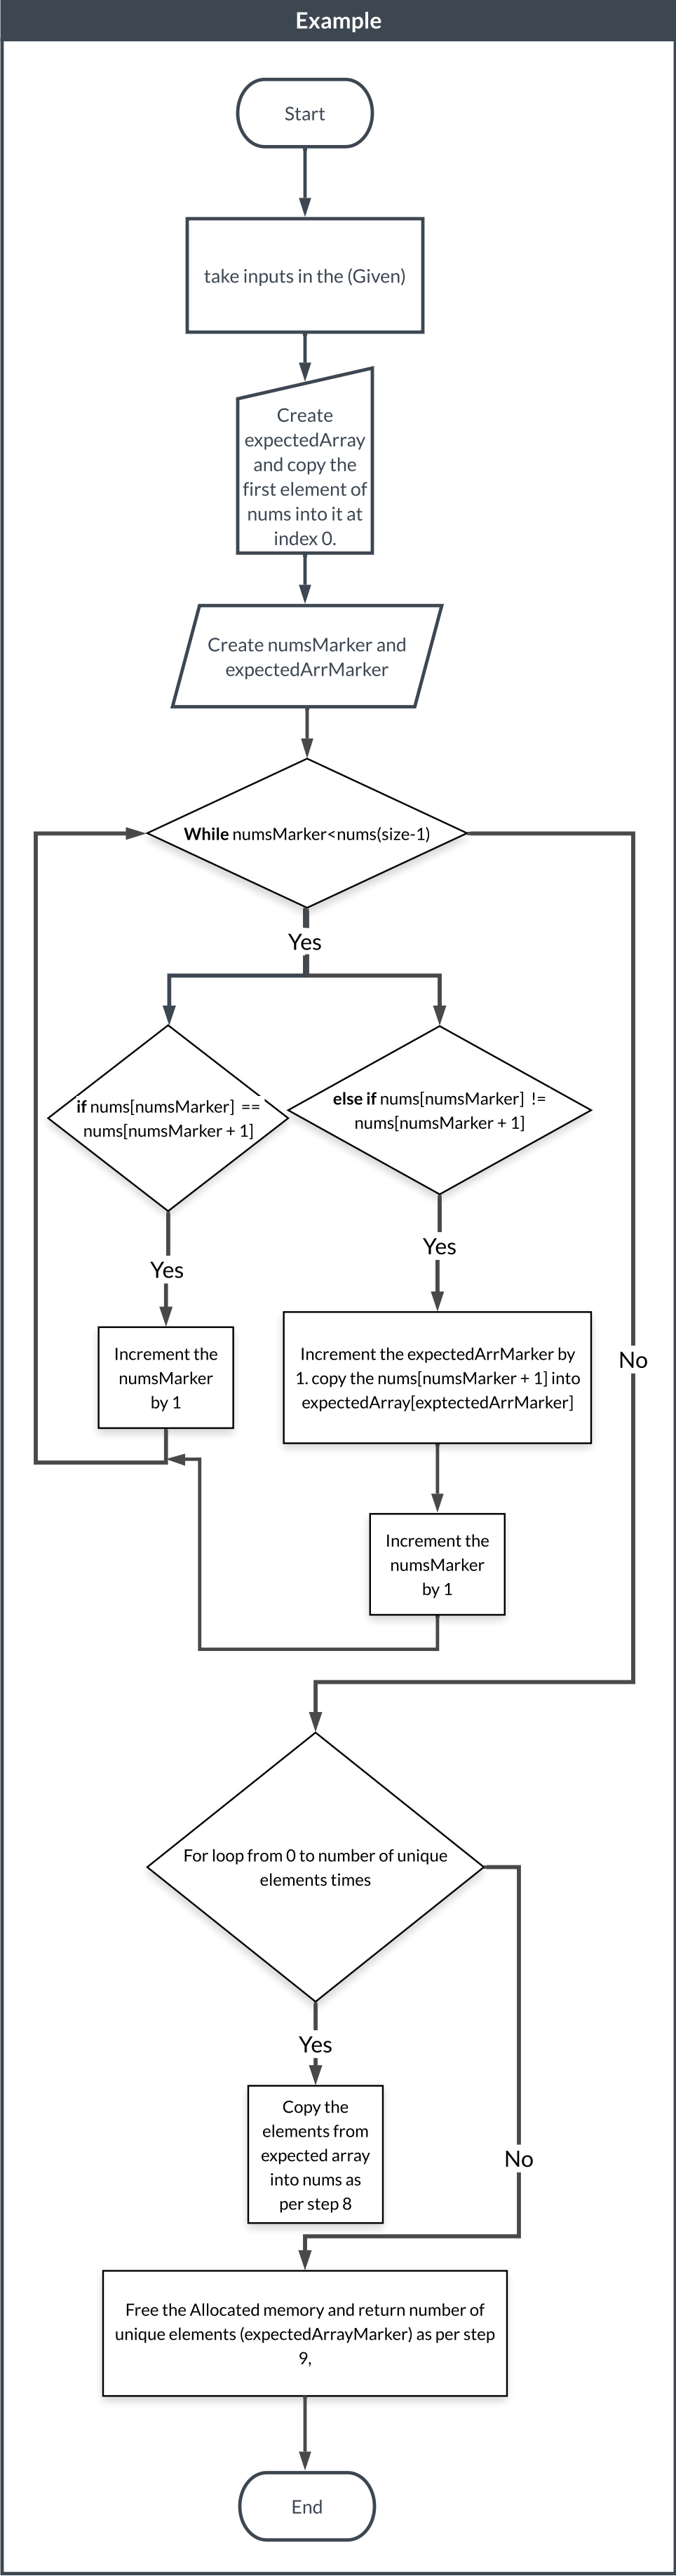 Example
Start
take inputs in the (Given)
Create
expectedArray
and copy the
first element of
nums into it at
index 0.
Create numsMarker and
expectedArrMarker
While numsMarker<nums(size-1)
Yes
if nums[numsMarker] ==
nums[numsMarker + 1]
else if nums[numsMarker] !=
nums[numsMarker + 1]
Yes
Yes
Increment the
numsMarker
by 1
Increment the expectedArrMarker by
1. copy the nums[numsMarker + 1] into
expectedArray[exptectedArrMarker]
No
Increment the
numsMarker
by 1
For loop from 0 to number of unique
elements times
Yes
Copy the
elements from
expected array
into nums as
per step 8
No
Free the Allocated memory and return number of
unique elements (expectedArrayMarker) as per step
9,
End